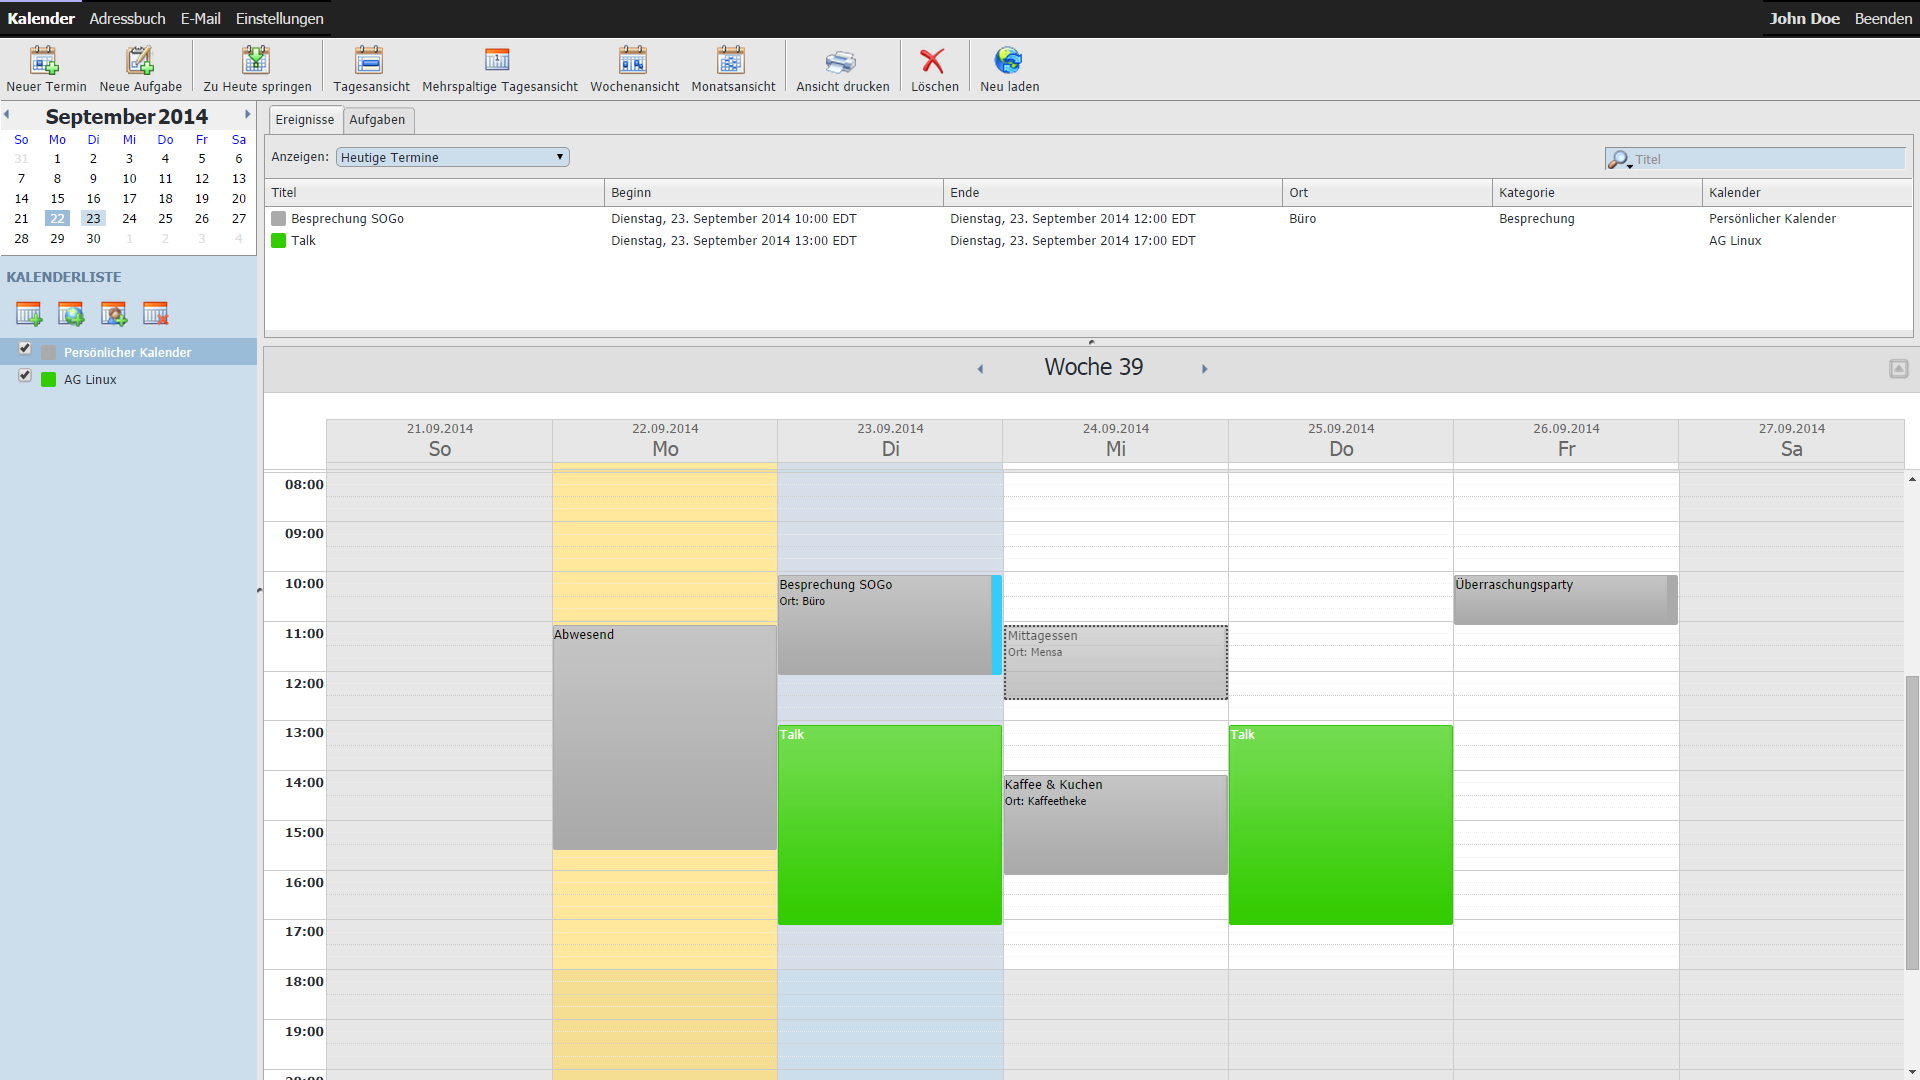 Kalender Adressbuch E-Mail Einstellungen John Doe Beenden
Neuer Termin Neue Aufgabe Zu Heute springen Tagesansicht Mehrspaltige Tagesansicht Wochenansicht Monatsansicht Ansicht drucken Löschen Neu laden
September 2014
So Mo Di Mi Do Fr Sa
31 1 2 3 4 5 6
7 8 9 10 11 12 13
14 15 16 17 18 19 20
21 22 23 24 25 26 27
28 29 30 1 2 3 4
KALENDERLISTE
Persönlicher Kalender
AG Linux
Ereignisse Aufgaben
Anzeigen: Heutige Termine Titel
Titel Beginn Ende Ort Kategorie Kalender
Besprechung SOGo Dienstag, 23. September 2014 10:00 EDT Dienstag, 23. September 2014 12:00 EDT Büro Besprechung Persönlicher Kalender
Talk Dienstag, 23. September 2014 13:00 EDT Dienstag, 23. September 2014 17:00 EDT AG Linux
Woche 39
21.09.2014 22.09.2014 23.09.2014 24.09.2014 25.09.2014 26.09.2014 27.09.2014
So Mo Di Mi Do Fr Sa
08:00
09:00
10:00 Besprechung SOGo Überraschungsparty
Ort: Büro
11:00 Abwesend Mittagessen
Ort: Mensa
12:00
13:00 Talk Talk
14:00 Kaffee & Kuchen
Ort: Kaffeetheke
15:00
16:00
17:00
18:00
19:00